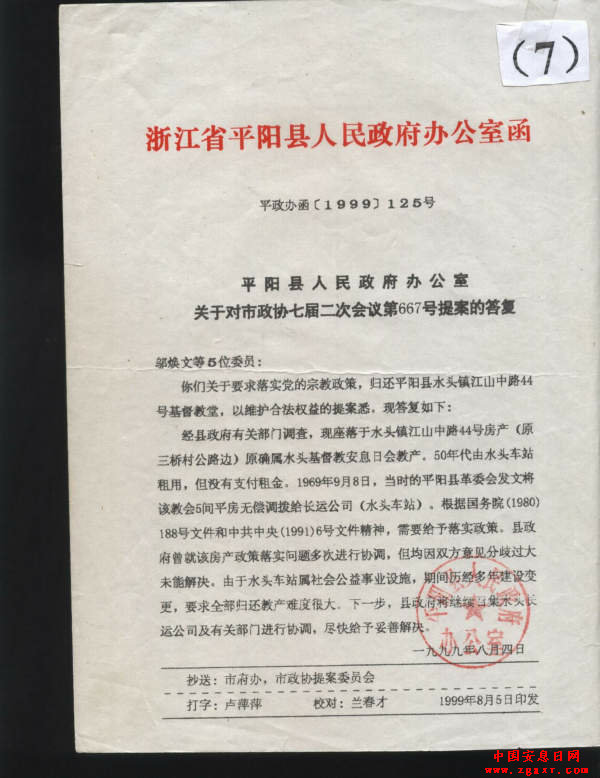 （7）
浙江省平阳县人民政府办公室函
平政办函〔1999〕125号
平阳县人民政府办公室
关于对市政协七届二次会议第667号提案的答复
邬焕文等5位委员：
你们关于要求落实党的宗教政策，归还平阳县水头镇江山中路44
号基督教堂，以维护合法权益的提案悉。现答复如下：
经县政府有关部门调查，现座落于水头镇江山中路44号房产（原
三桥村公路边）原确属水头基督教安息日会教产。50年代由水头车站
租用，但没有支付租金。1969年9月8日，当时的平阳县革委会发文将
该教会5间平房无偿调拨给长运公司（水头车站）。根据国务院(1980)
188号文件和中共中央(1991)6号文件精神，需要给予落实政策。县政
府曾就该房产政策落实问题多次进行协调，但均因双方意见分歧过大
未能解决。由于水头车站属社会公益事业设施，期间历经多年建设变
更，要求全部归还教产难度很大。下一步，县政府将继续召集水头长
运公司及有关部门进行协调，尽快给予妥善解决。
一九九九年八月四日
平阳县人民政府
办公室
抄送：市府办，市政协提案委员会
打字：卢萍萍 校对：兰春才 1999年8月5日印发
中国安息日网
www.zgaxr.com